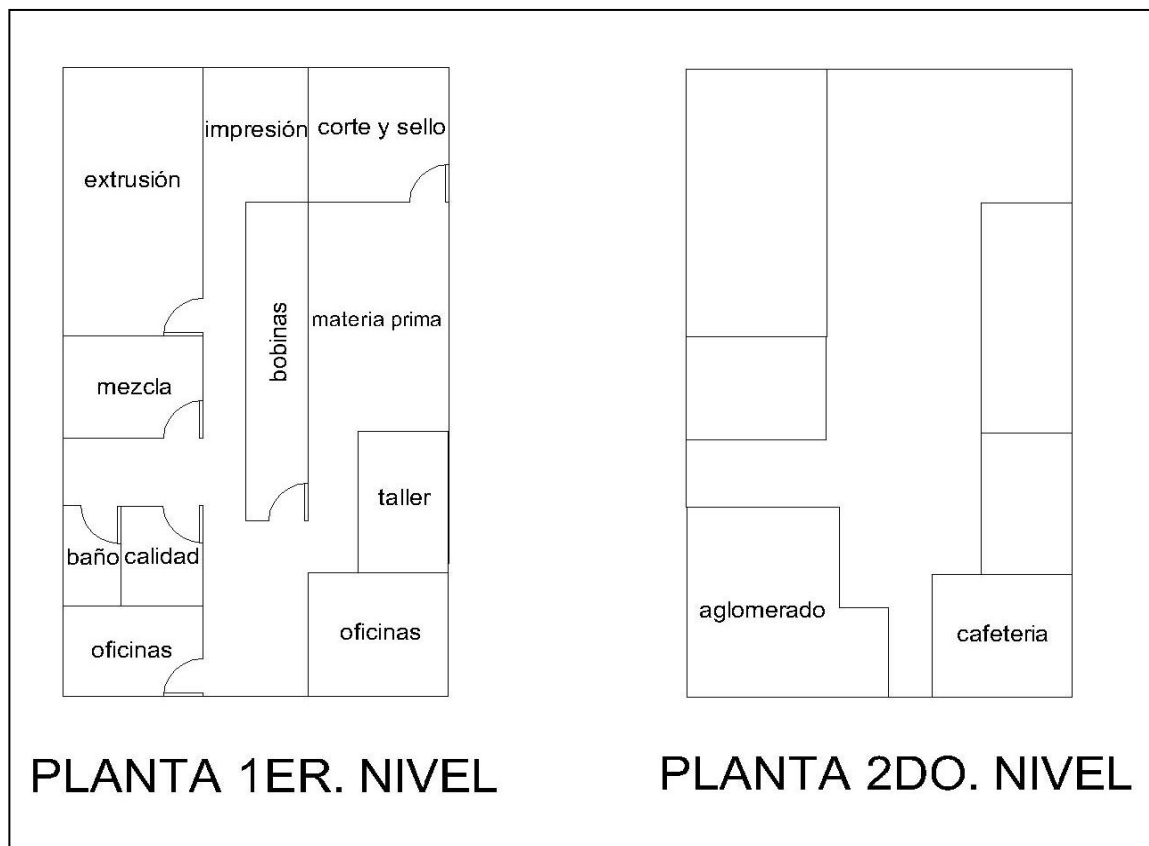 impresión
corte y sello
extrusión
bobinas
materia prima
mezcla
taller
baño
calidad
oficinas
oficinas
PLANTA 1ER. NIVEL
aglomerado
cafeteria
PLANTA 2DO. NIVEL